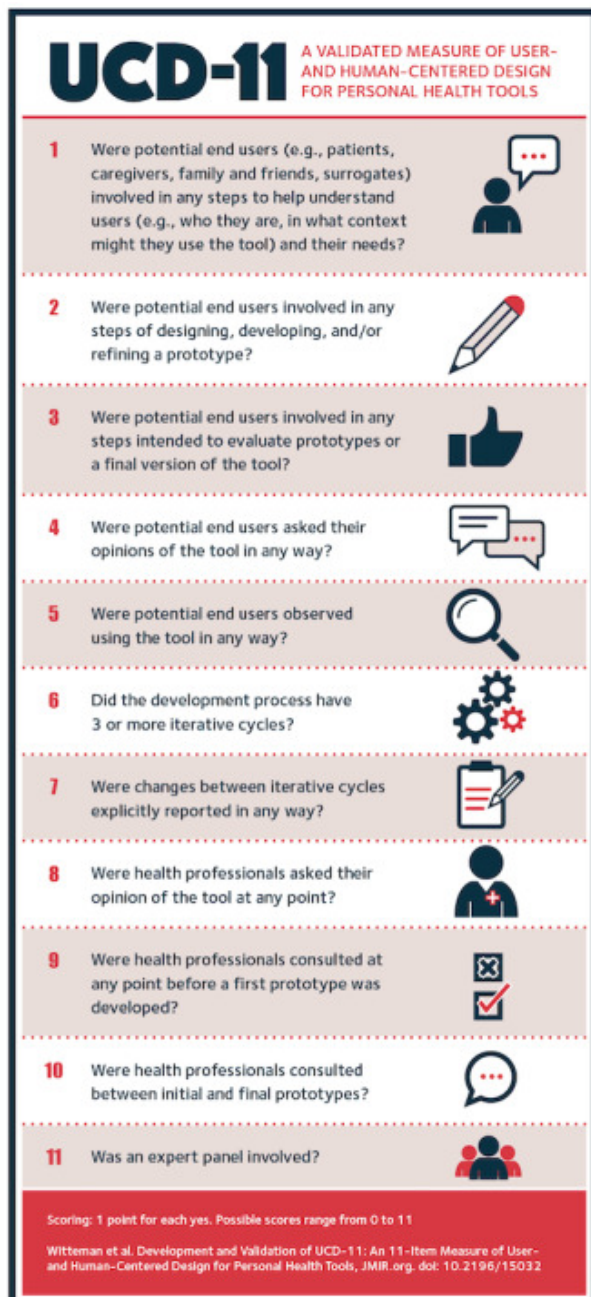 UCD-11
A VALIDATED MEASURE OF USER-
AND HUMAN-CENTERED DESIGN
FOR PERSONAL HEALTH TOOLS
1 Were potential end users (e.g., patients,
caregivers, family and friends, surrogates)
involved in any steps to help understand
users (e.g., who they are, in what context
might they use the tool) and their needs?
2 Were potential end users involved in any
steps of designing, developing, and/or
refining a prototype?
3 Were potential end users involved in any
steps intended to evaluate prototypes or
a final version of the tool?
4 Were potential end users asked their
opinions of the tool in any way?
5 Were potential end users observed
using the tool in any way?
6 Did the development process have
3 or more iterative cycles?
7 Were changes between iterative cycles
explicitly reported in any way?
8 Were health professionals asked their
opinion of the tool at any point?
9 Were health professionals consulted at
any point before a first prototype was
developed?
10 Were health professionals consulted
between initial and final prototypes?
11 Was an expert panel involved?
Scoring: 1 point for each yes. Possible scores range from 0 to 11
Witteman et al. Development and Validation of UCD-11: An 11-Item Measure of User-
and Human-Centered Design for Personal Health Tools, JMIR.org. doi: 10.2196/15032